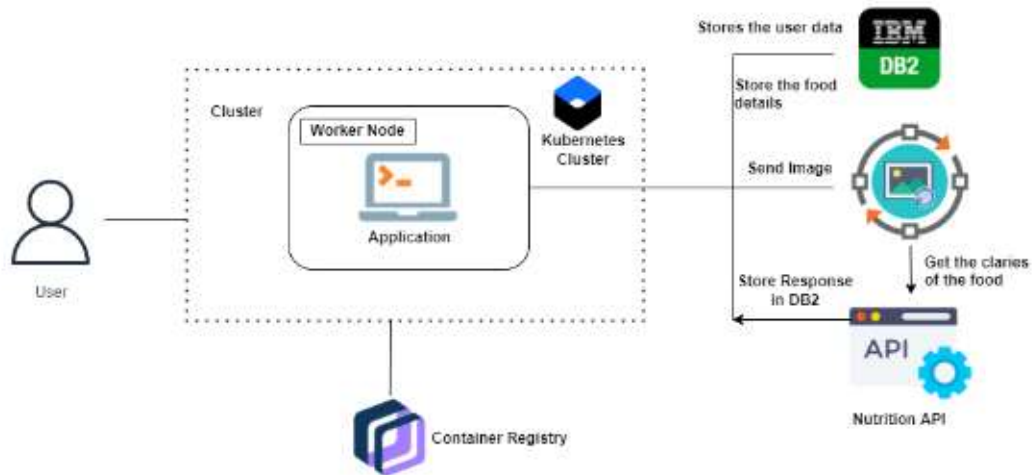 Stores the user data
IBM
DB2
Store the food
details
Cluster
Worker Node
Kubernetes
Cluster
Send Image
Application
User
Get the claries
of the food
Store Response
in DB2
API
Nutrition API
Container Registry